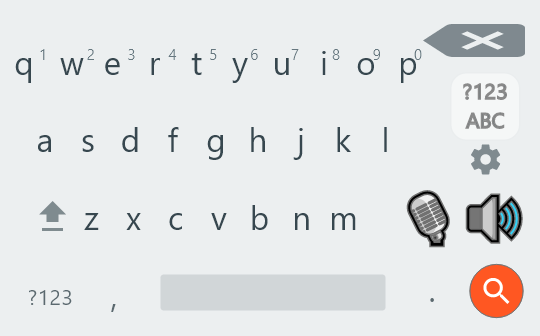 q1 w2 e3 r4 t5 y6 u7 i8 o9 p0
?123
ABC
a s d f g h j k l
z x c v b n m
?123 , .